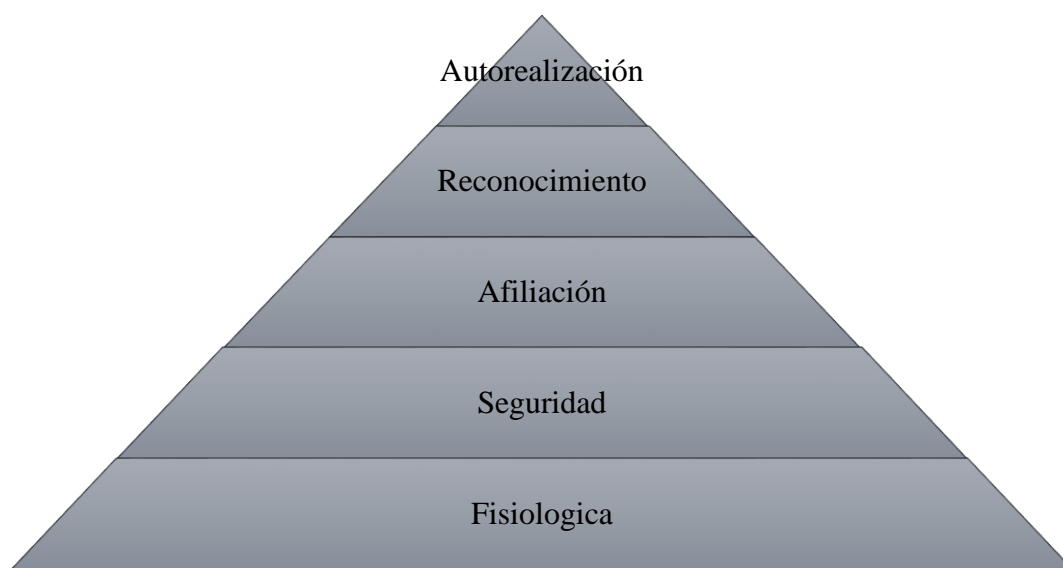 Autorealización
Reconocimiento
Afiliación
Seguridad
Fisiologica